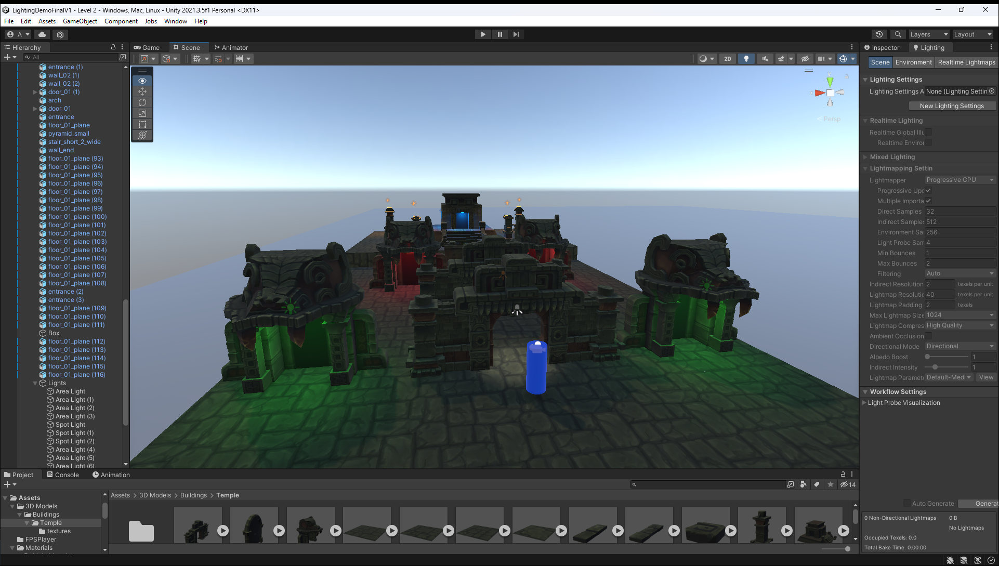 LightingDemoFinalV1 - Level 2 - Windows, Mac, Linux - Unity 2021.3.5f1 Personal <DX11>
File Edit Assets GameObject Component Jobs Window Help
A
Layers
Layout
Hierarchy
All
entrance (1)
wall_02 (1)
wall_02 (2)
door_01 (1)
arch
door_01
entrance
floor_01_plane
pyramid_small
stair_short_2_wide
wall_end
floor_01_plane (93)
floor_01_plane (94)
floor_01_plane (95)
floor_01_plane (96)
floor_01_plane (97)
floor_01_plane (98)
floor_01_plane (99)
floor_01_plane (100)
floor_01_plane (101)
floor_01_plane (102)
floor_01_plane (103)
floor_01_plane (104)
floor_01_plane (105)
floor_01_plane (106)
floor_01_plane (107)
floor_01_plane (108)
entrance (2)
entrance (3)
floor_01_plane (109)
floor_01_plane (110)
floor_01_plane (111)
Box
floor_01_plane (112)
floor_01_plane (113)
floor_01_plane (114)
floor_01_plane (115)
floor_01_plane (116)
Lights
Area Light
Area Light (1)
Area Light (2)
Area Light (3)
Spot Light
Spot Light (1)
Spot Light (2)
Area Light (4)
Area Light (5)
Area Light (6)
Game Scene Animator
2D
y
x
< Persp
Inspector Lighting
Scene Environment Realtime Lightmaps
Lighting Settings
Lighting Settings A None (Lighting Settin
New Lighting Settings
Realtime Lighting
Realtime Global Illu
Realtime Enviro
Mixed Lighting
Lightmapping Settin
Lightmapper Progressive CPU
Progressive Upd
Multiple Importa
Direct Samples 32
Indirect Samples 512
Environment Sa 256
Light Probe Sam 4
Min Bounces 1
Max Bounces 2
Filtering Auto
Indirect Resolution 2 texels per unit
Lightmap Resolutic 40 texels per unit
Lightmap Padding 2 texels
Max Lightmap Size 1024
Lightmap Compres High Quality
Ambient Occlusion
Directional Mode Directional
Albedo Boost 1
Indirect Intensity 1
Lightmap Paramete Default-Medi View
Workflow Settings
Light Probe Visualization
Auto Generate Generat
0 Non-Directional Lightmaps 0 B
No Lightmaps
Occupied Texels: 0.0
Total Bake Time: 0:00:00
Project Console Animation
14
Assets
3D Models
Buildings
Temple
textures
FPSPlayer
Materials
Assets > 3D Models > Buildings > Temple